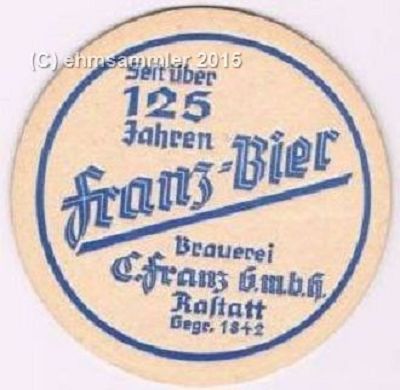 (C) ehmsammler 2015
Seit über
125
Jahren
Franz-Bier
Brauerei
C. Franz G.m.b.H.
Rastatt
Gegr. 1842